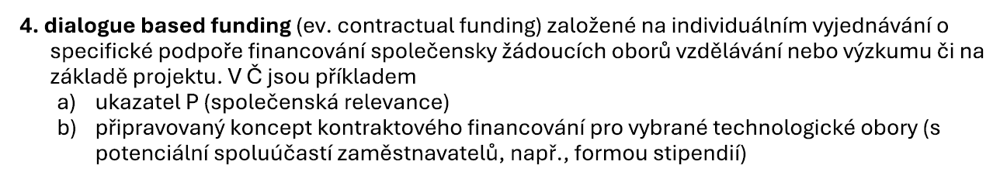 4. dialogue based funding (ev. contractual funding) založené na individuálním vyjednávání o
specifické podpoře financování společensky žádoucích oborů vzdělávání nebo výzkumu či na
základě projektu. V Č jsou příkladem
a) ukazatel P (společenská relevance)
b) připravovaný koncept kontraktového financování pro vybrané technologické obory (s
potenciální spoluúčastí zaměstnavatelů, např., formou stipendií)